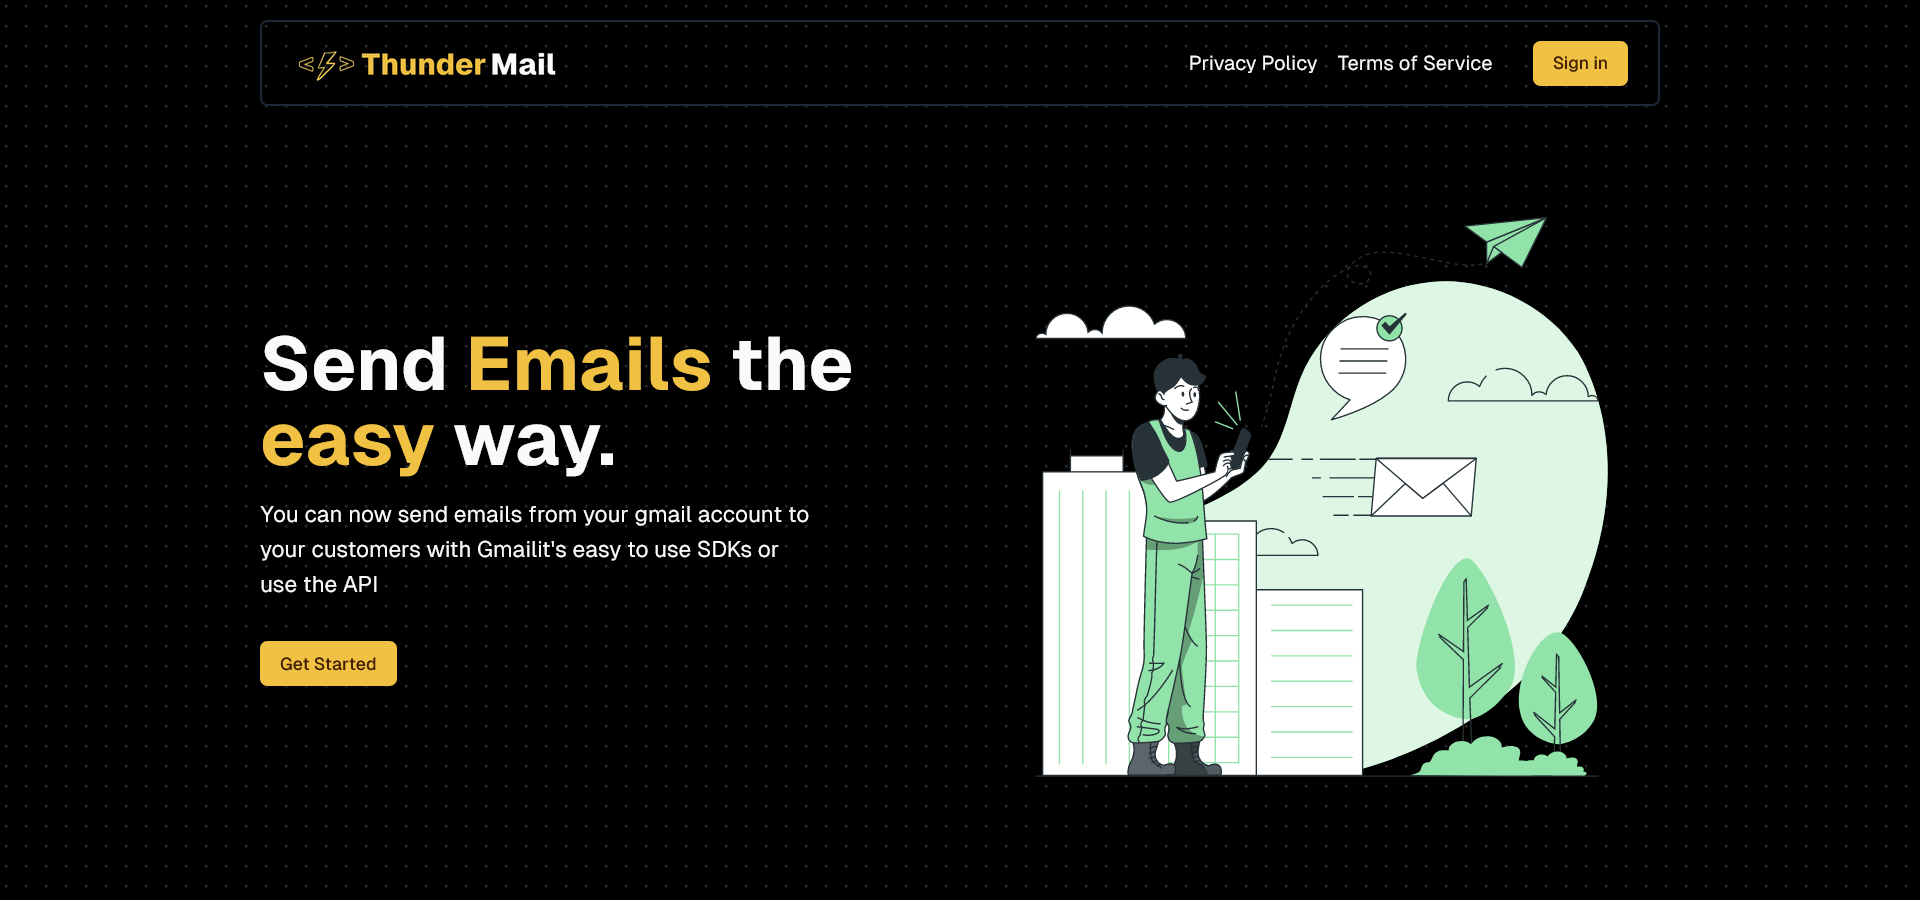 </> Thunder Mail
Privacy Policy
Terms of Service
Sign in
Send Emails the
easy way.
You can now send emails from your gmail account to
your customers with Gmailit's easy to use SDKs or
use the API
Get Started